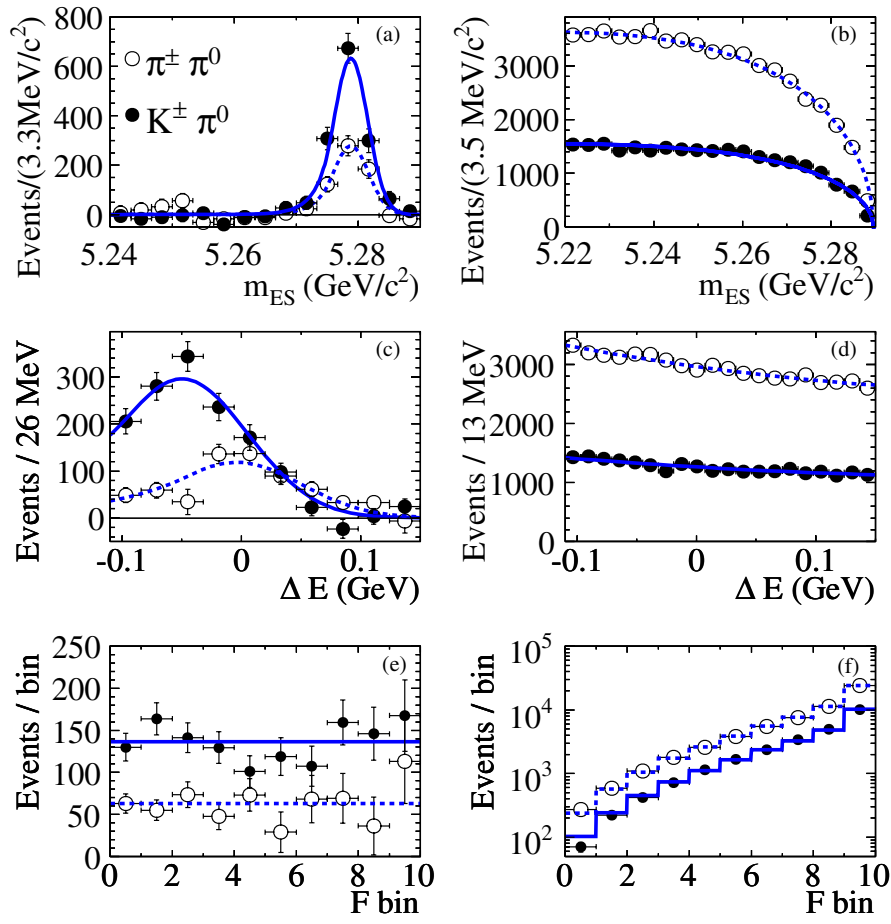 800
600
400
200
0
Events/(3.3MeV/c²)
(a)
π± π⁰
K± π⁰
5.24 5.26 5.28
m_ES (GeV/c²)
3000
2000
1000
0
Events/(3.5 MeV/c²)
(b)
5.22 5.24 5.26 5.28
m_ES (GeV/c²)
300
200
100
0
Events / 26 MeV
(c)
-0.1 0 0.1
Δ E (GeV)
3000
2000
1000
0
Events / 13 MeV
(d)
-0.1 0 0.1
Δ E (GeV)
250
200
150
100
50
0
Events / bin
(e)
0 2 4 6 8 10
F bin
10⁵
10⁴
10³
10²
Events / bin
(f)
0 2 4 6 8 10
F bin